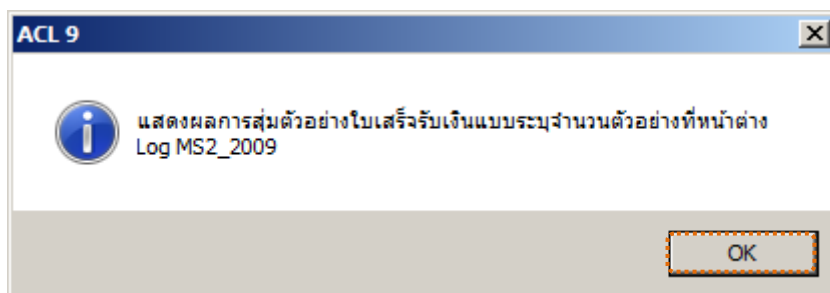 ACL 9
แสดงผลการสุ่มตัวอย่างใบเสร็จรับเงินแบบระบุจำนวนตัวอย่างที่หน้าต่าง
Log MS2_2009
OK